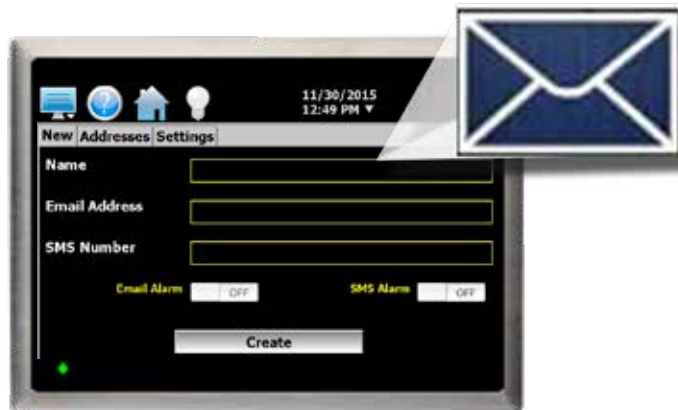 ?
11/30/2015
12:49 PM ▼
New Addresses Settings
Name
Email Address
SMS Number
Email Alarm OFF SMS Alarm OFF
Create